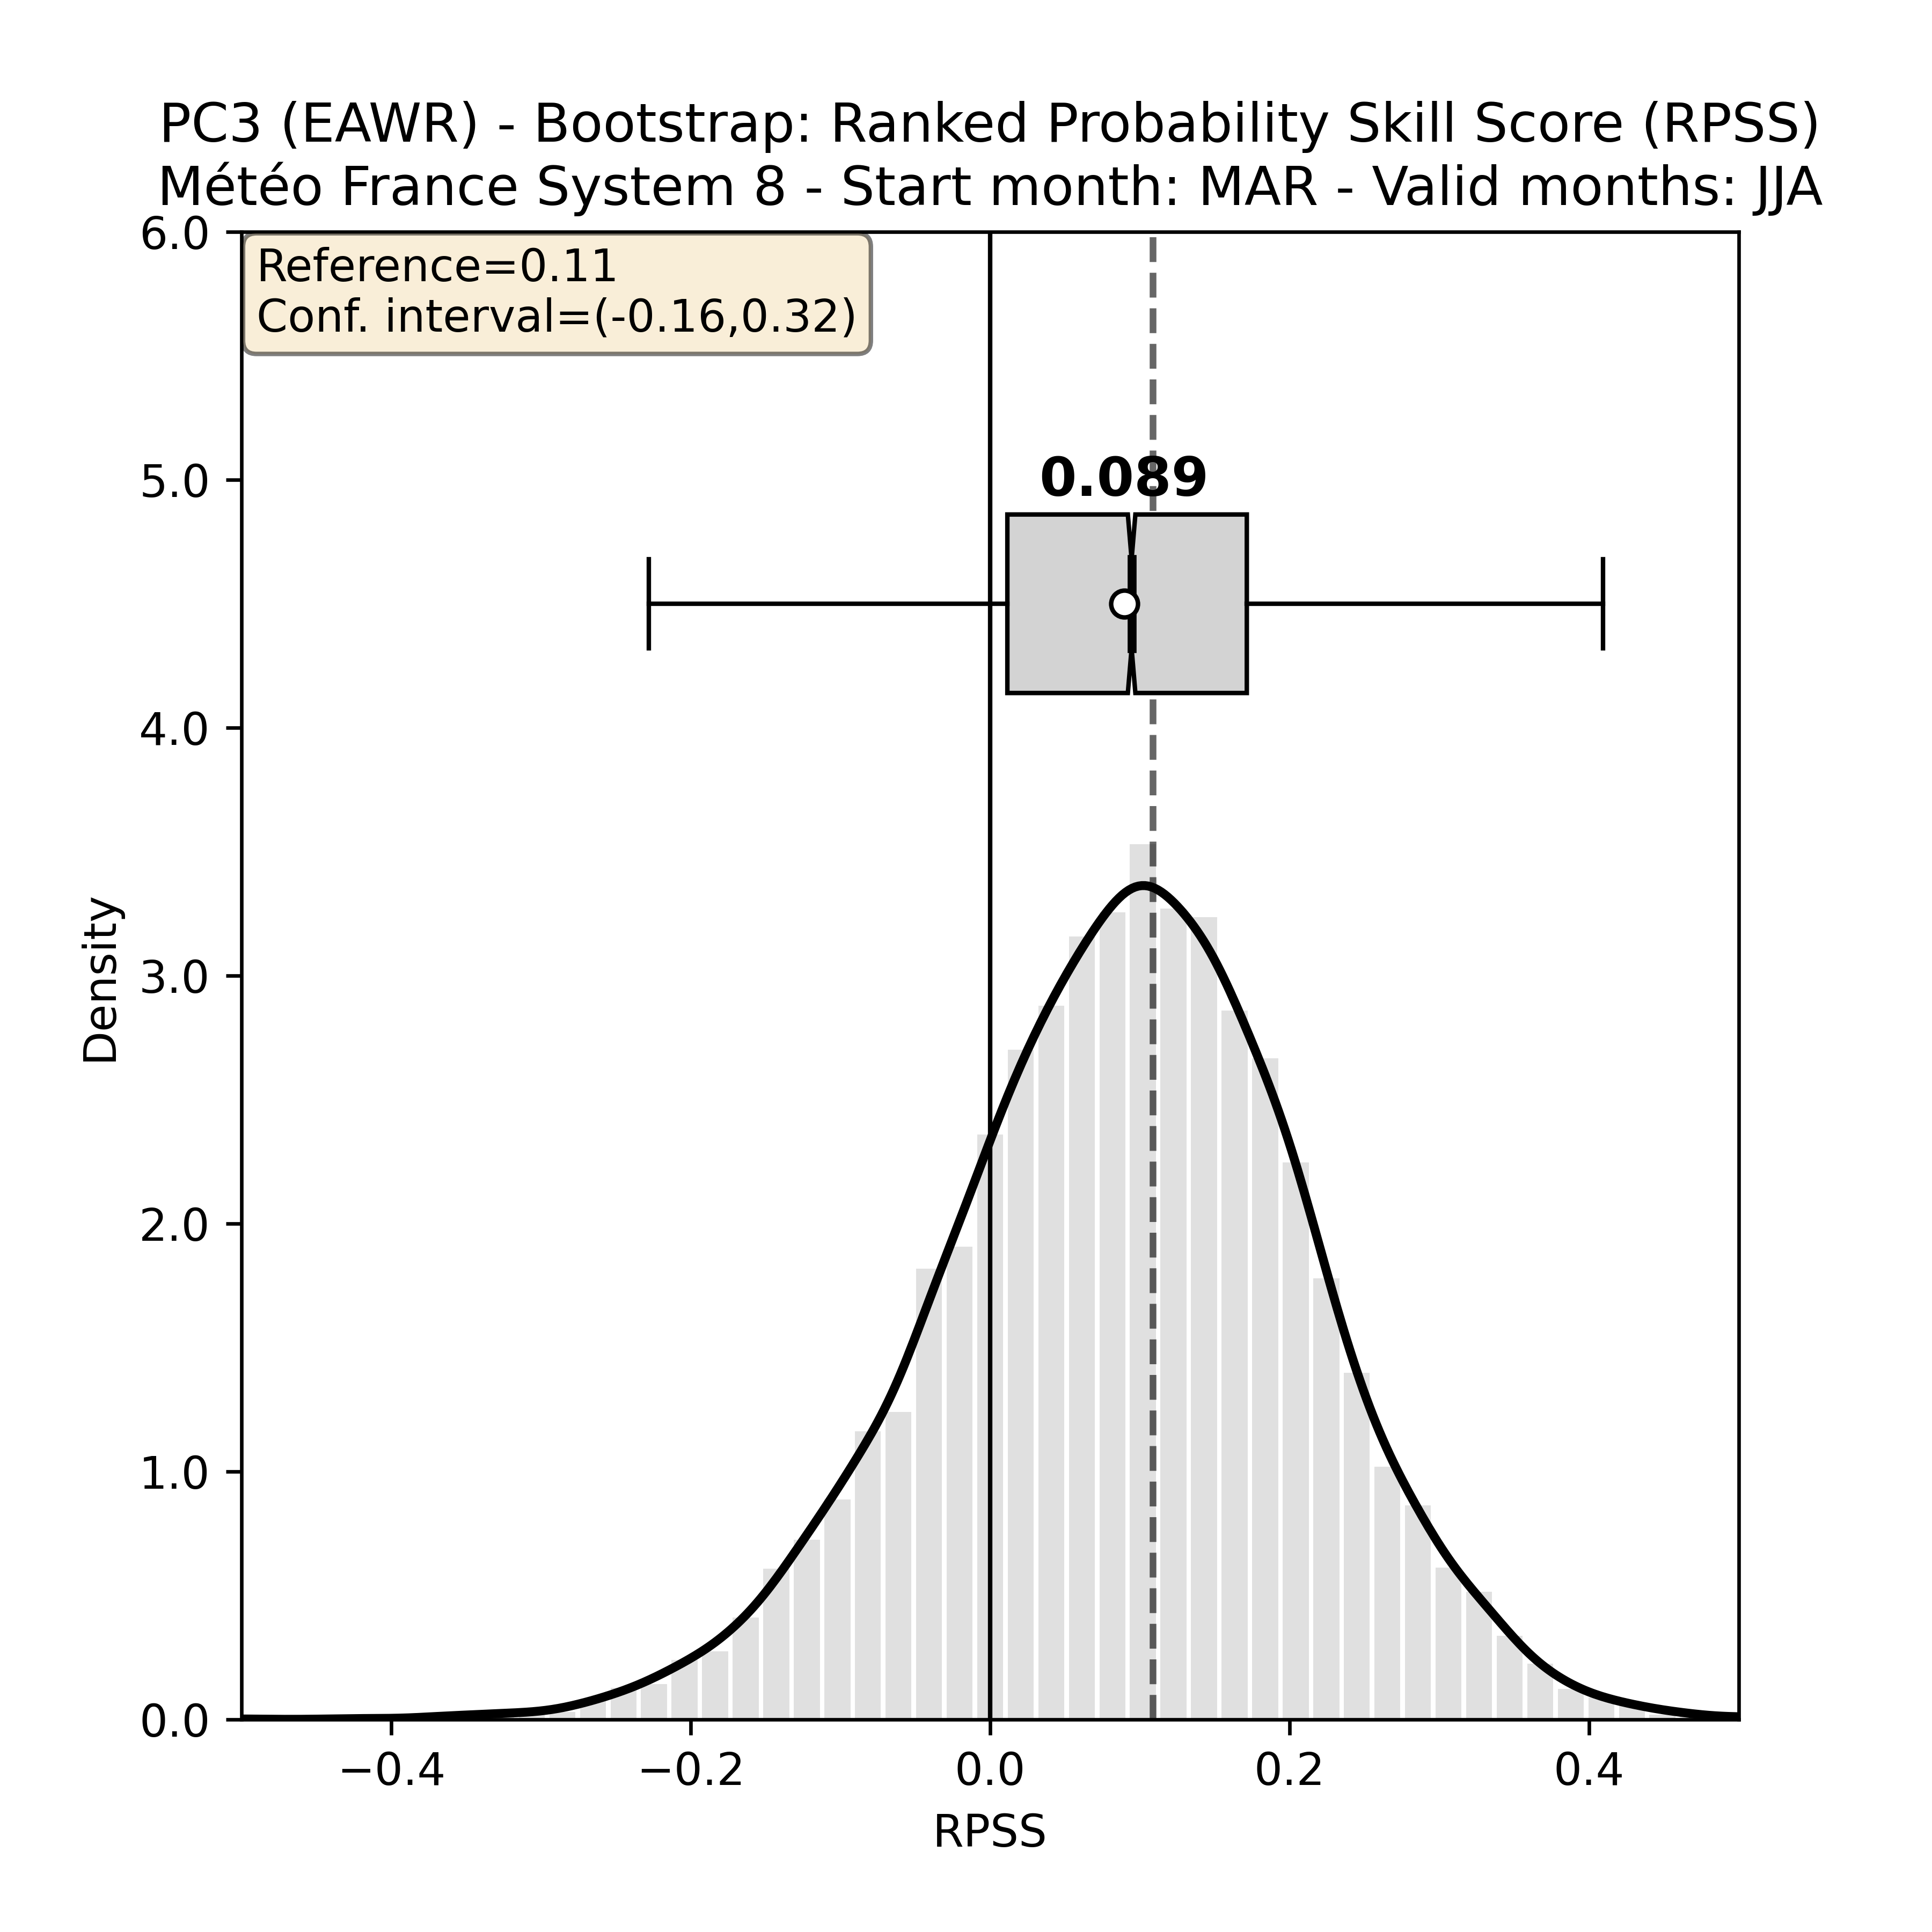 PC3 (EAWR) - Bootstrap: Ranked Probability Skill Score (RPSS)
Météo France System 8 - Start month: MAR - Valid months: JJA
Reference=0.11
Conf. interval=(-0.16,0.32)
0.089
6.0
5.0
4.0
3.0
2.0
1.0
0.0
Density
−0.4
−0.2
0.0
0.2
0.4
RPSS